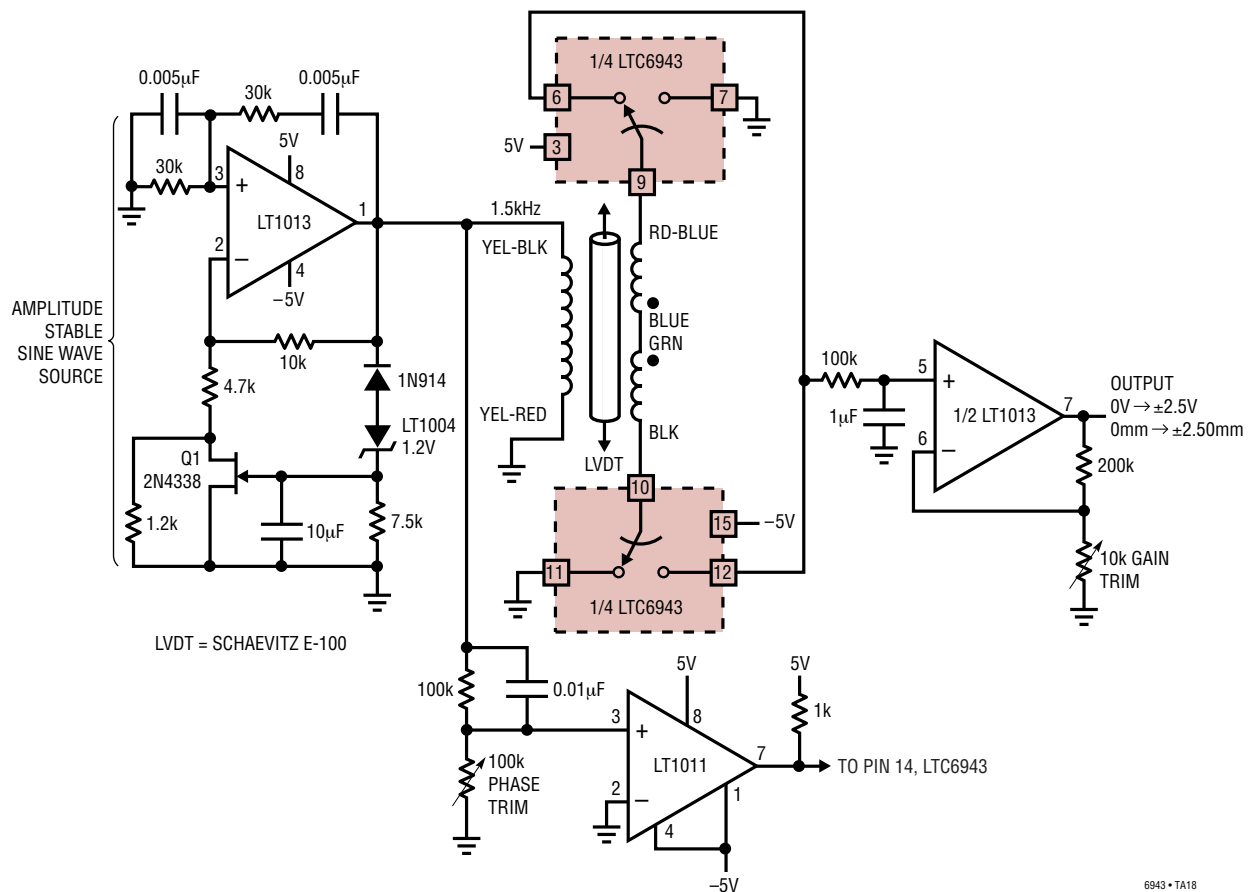 0.005µF
30k
0.005µF
30k
5V
3
8
+
LT1013
1
2
–
4
–5V
AMPLITUDE
STABLE
SINE WAVE
SOURCE
10k
4.7k
1N914
LT1004
1.2V
Q1
2N4338
1.2k
10µF
7.5k
LVDT = SCHAEVITZ E-100
1.5kHz
YEL-BLK
YEL-RED
1/4 LTC6943
6
7
5V
3
9
RD-BLUE
BLUE
GRN
BLK
LVDT
10
15
–5V
11
12
1/4 LTC6943
100k
1µF
5
+
1/2 LT1013
7
6
–
OUTPUT
0V → ±2.5V
0mm → ±2.50mm
200k
10k GAIN
TRIM
100k
0.01µF
100k
PHASE
TRIM
5V
3
8
+
LT1011
7
2
–
1
4
–5V
5V
1k
TO PIN 14, LTC6943
6943 • TA18